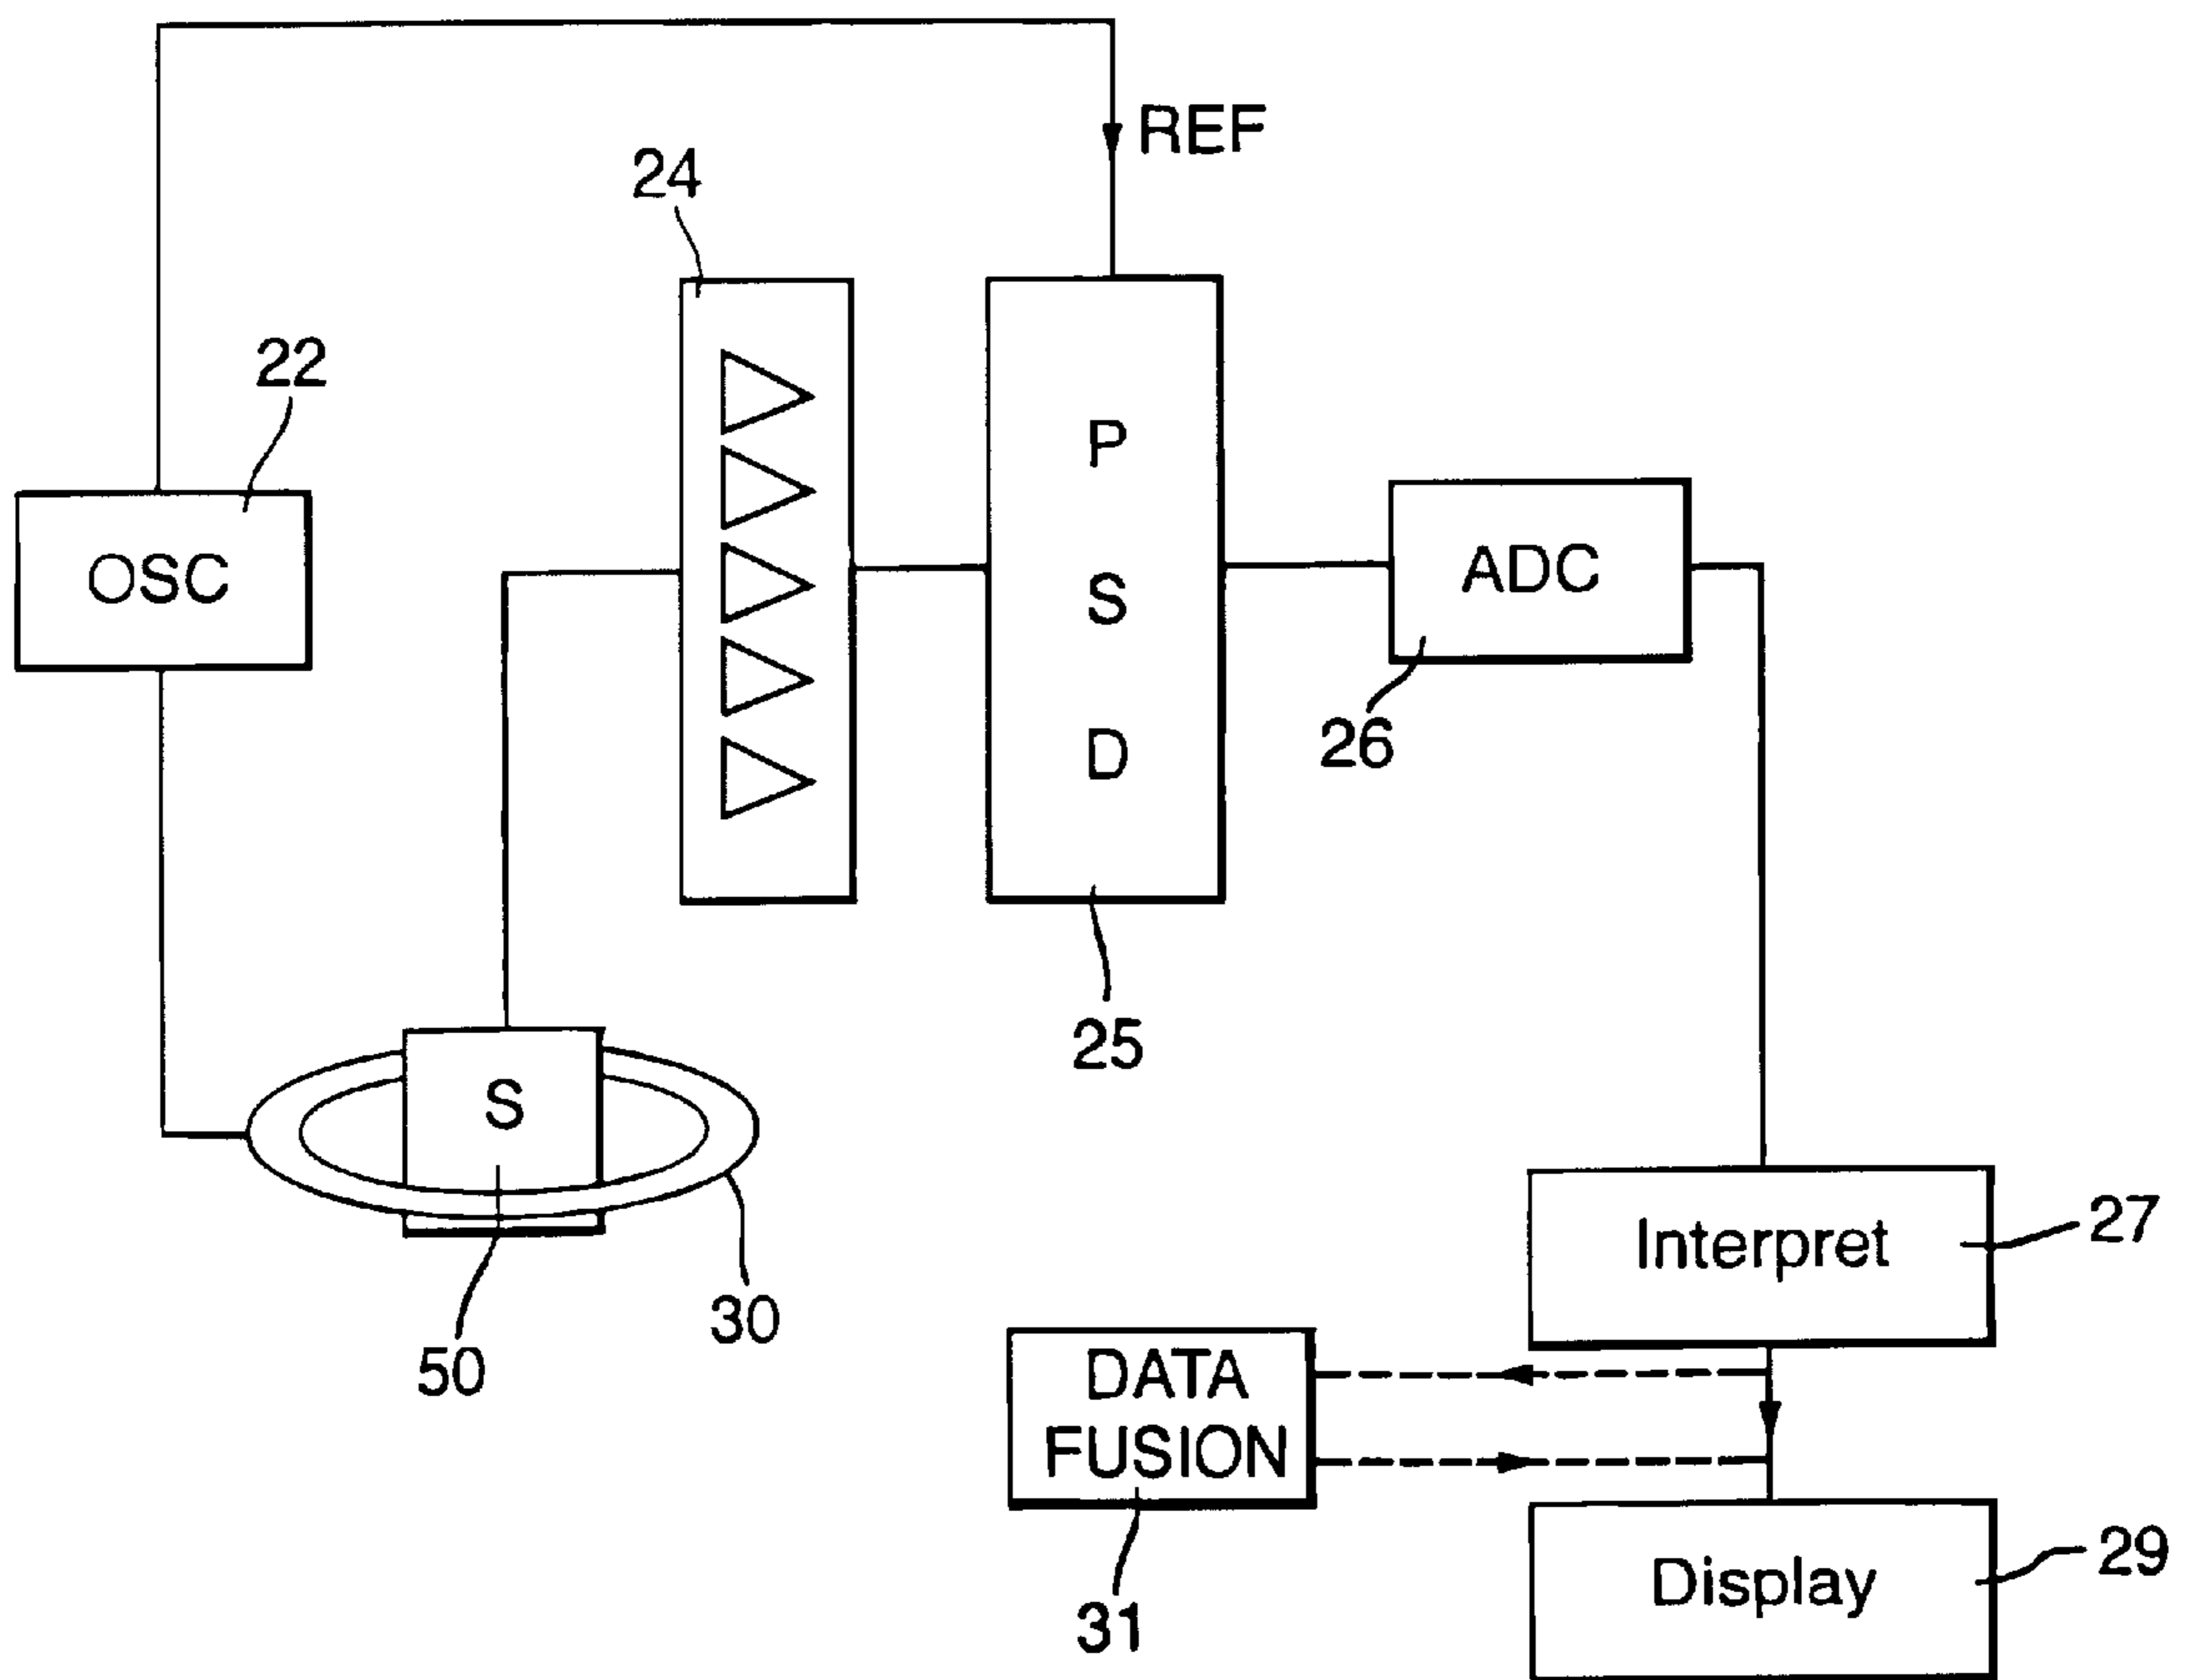 REF
24
22
OSC
P
S
D
ADC
26
25
S
27
Interpret
30
50
DATA
FUSION
29
Display
31